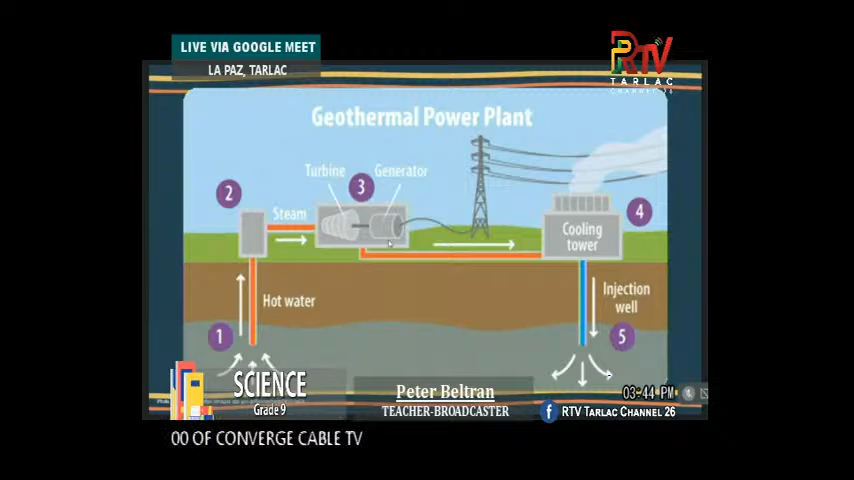 LIVE VIA GOOGLE MEET
LA PAZ, TARLAC
RTV
TARLAC
CHANNEL 26
Geothermal Power Plant
Turbine
3
Generator
2
Steam
4
Cooling
tower
Hot water
Injection
well
1
5
SCIENCE
Grade 9
Peter Beltran
TEACHER-BROADCASTER
03:44 PM
RTV TARLAC CHANNEL 26
00 OF CONVERGE CABLE TV